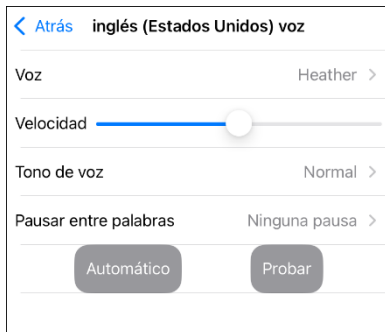 Atrás inglés (Estados Unidos) voz
Voz Heather
Velocidad
Tono de voz Normal
Pausar entre palabras Ninguna pausa
Automático Probar